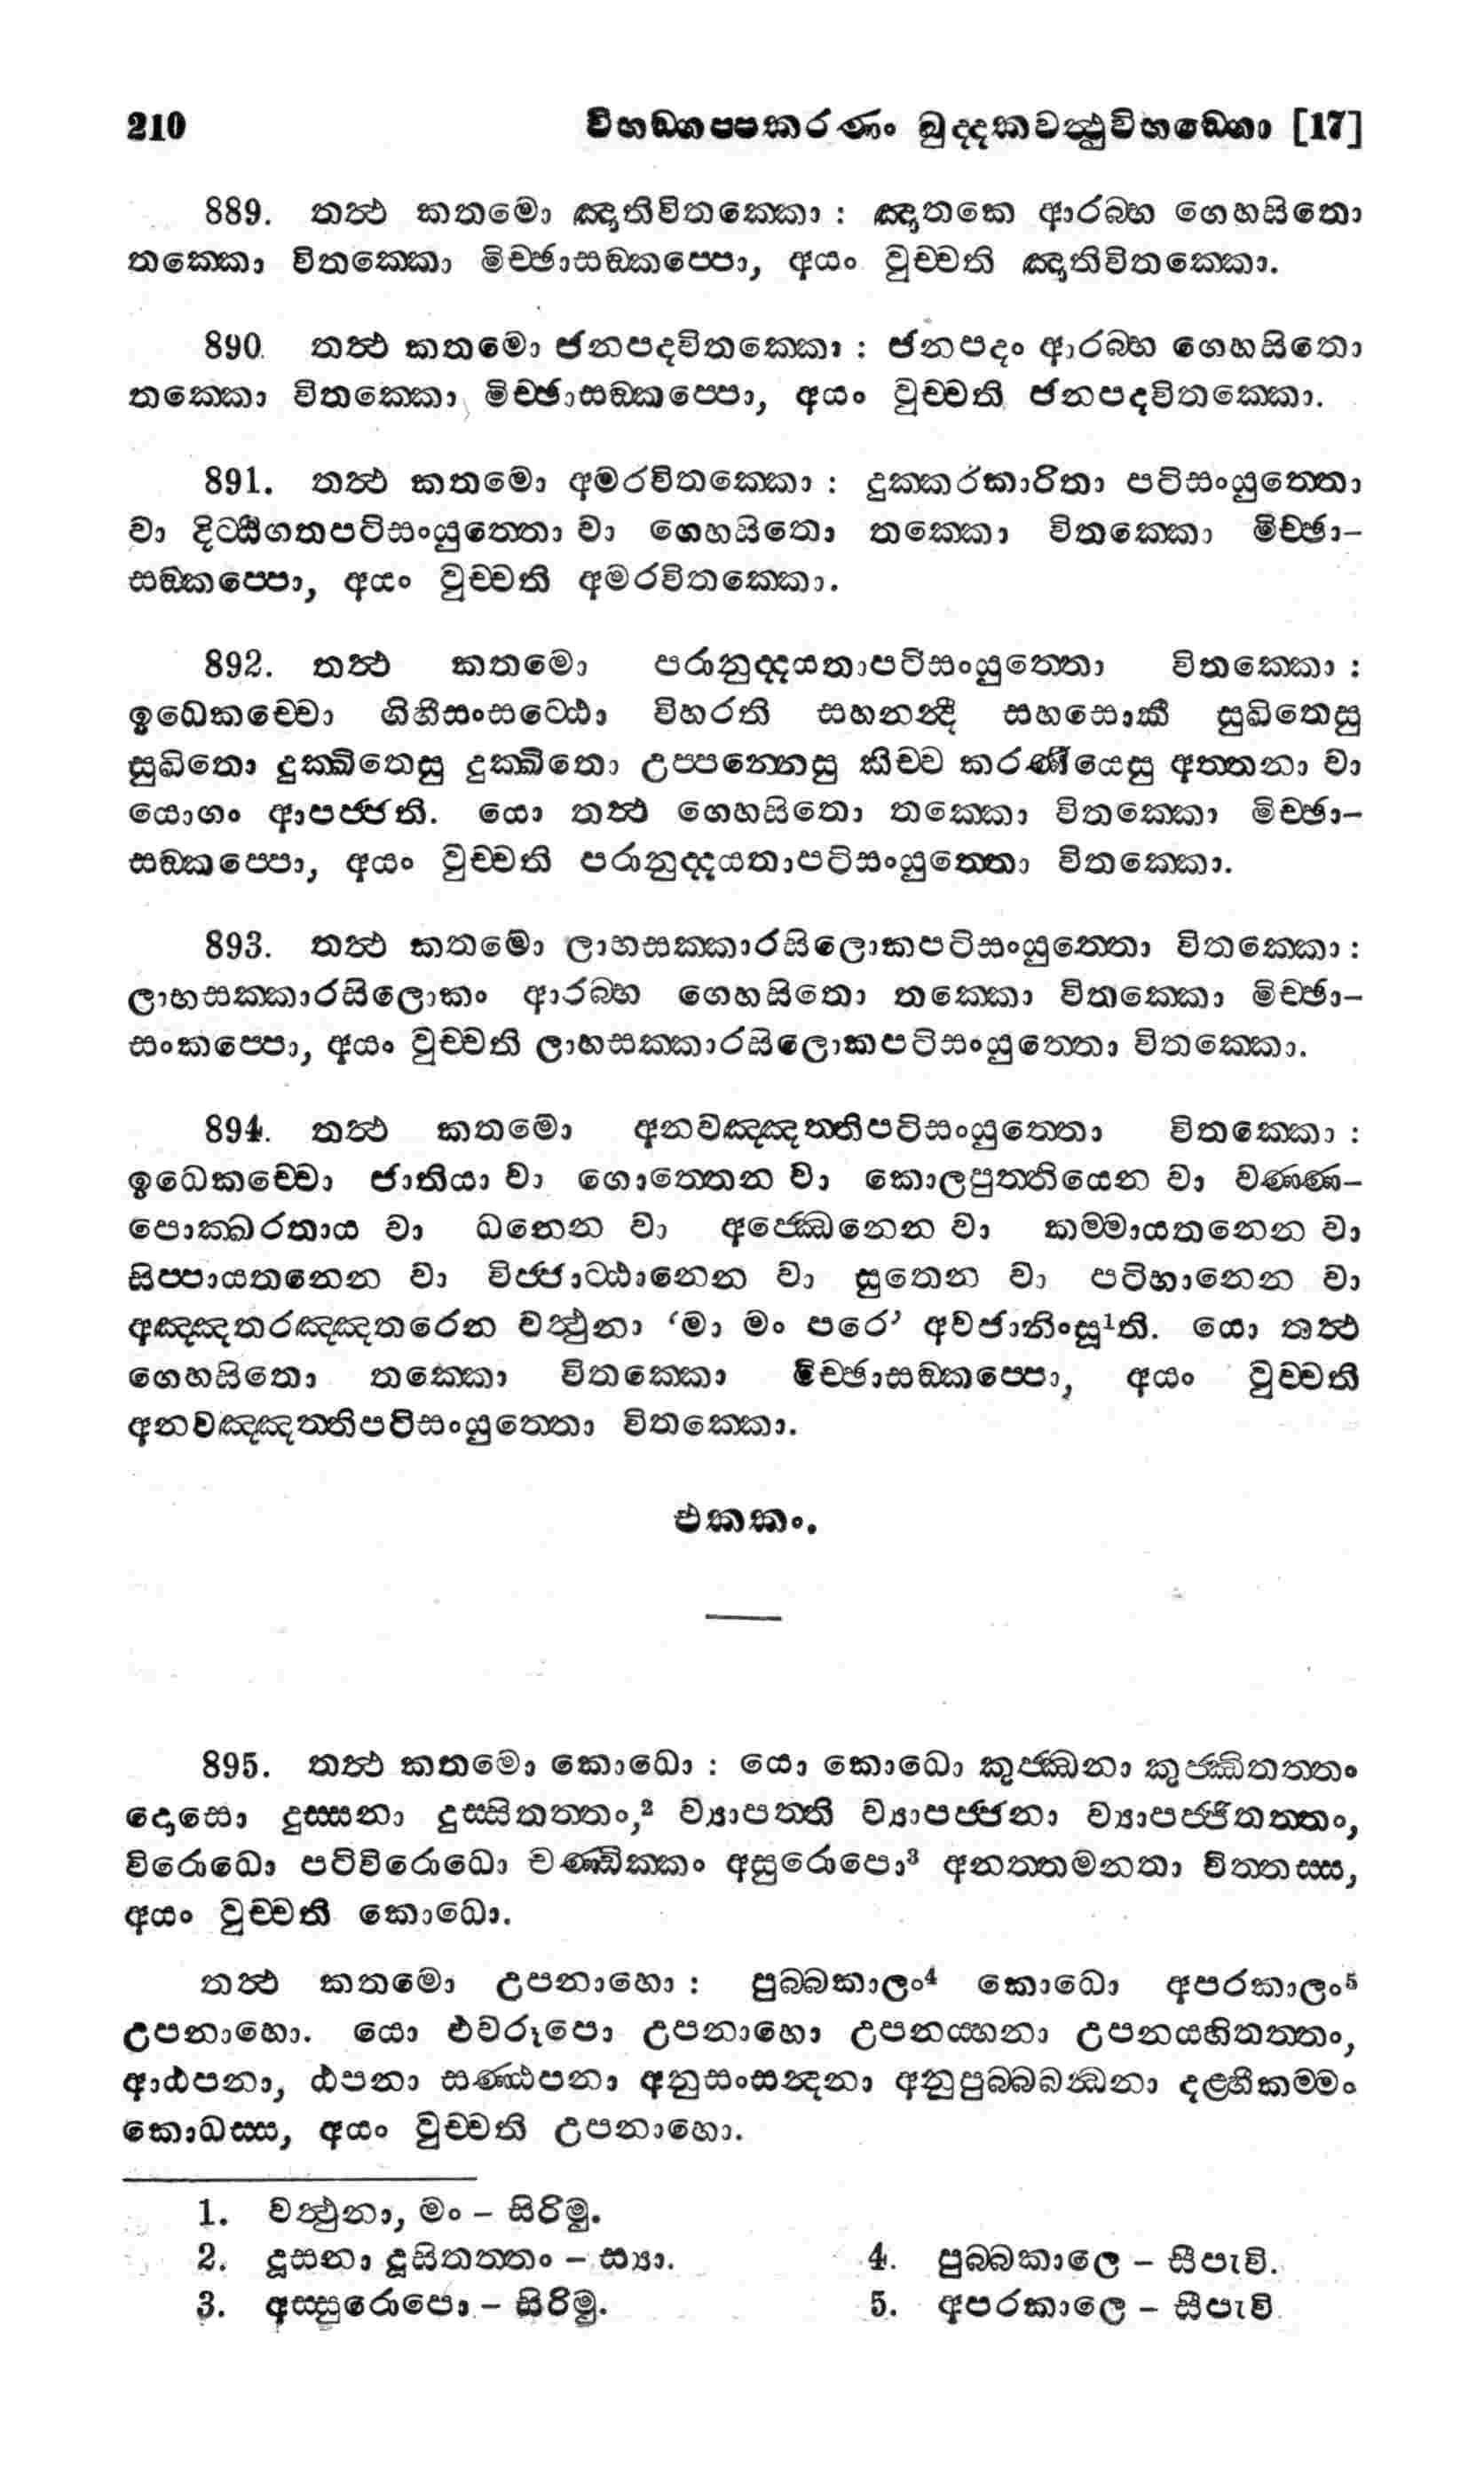 210 විභඞ්ගප්පකරණං ඛුද්දකවත්ථුවිභඞ්ගො [17]
889. තත්ථ කතමො ඤාතිවිතක්කො : ඤාතකෙ ආරබ්භ ගෙහසිතො
තක්කො විතක්කො මිච්ඡාසඞ්කප්පො, අයං වුච්චති ඤාතිවිතක්කො.
890. තත්ථ කතමො ජනපදවිතක්කො : ජනපදං ආරබ්භ ගෙහසිතො
තක්කො විතක්කො මිච්ඡාසඞ්කප්පො, අයං වුච්චති ජනපදවිතක්කො.
891. තත්ථ කතමො අමරවිතක්කො : දුක්කරකාරිතා පටිසංයුත්තො
වා දිට්ඨිගතපටිසංයුත්තො වා ගෙහසිතො තක්කො විතක්කො මිච්ඡා-
සඞ්කප්පො, අයං වුච්චති අමරවිතක්කො.
892. තත්ථ කතමො පරානුද්දයතාපටිසංයුත්තො විතක්කො :
ඉධෙකච්චො ගිහීසංසට්ඨො විහරති සහනන්දී සහසොකී සුඛිතෙසු
සුඛිතො දුක්ඛිතෙසු දුක්ඛිතො උප්පන්නෙසු කිච්ච කරණීයෙසු අත්තනා වා
යොගං ආපජ්ජති. යො තත්ථ ගෙහසිතො තක්කො විතක්කො මිච්ඡා-
සඞ්කප්පො, අයං වුච්චති පරානුද්දයතාපටිසංයුත්තො විතක්කො.
893. තත්ථ කතමො ලාභසක්කාරසිලොකපටිසංයුත්තො විතක්කො :
ලාභසක්කාරසිලොකං ආරබ්භ ගෙහසිතො තක්කො විතක්කො මිච්ඡා-
සංකප්පො, අයං වුච්චති ලාභසක්කාරසිලොකපටිසංයුත්තො විතක්කො.
894. තත්ථ කතමො අනවඤ්ඤත්තිපටිසංයුත්තො විතක්කො :
ඉධෙකච්චො ජාතියා වා ගොත්තෙන වා කොලපුත්තියෙන වා වණ්ණ-
පොක්ඛරතාය වා ධනෙන වා අජ්ඣෙනෙන වා කම්මායතනෙන වා
සිප්පායතනෙන වා විජ්ජාට්ඨානෙන වා සුතෙන වා පටිභානෙන වා
අඤ්ඤතරඤ්ඤතරෙන වත්ථුනා ‘මා මං පරෙ’ අවජානිංසූ¹ති. යො තත්ථ
ගෙහසිතො තක්කො විතක්කො මිච්ඡාසඞ්කප්පො, අයං වුච්චති
අනවඤ්ඤත්තිපටිසංයුත්තො විතක්කො.
එකකං.
895. තත්ථ කතමො කොධො : යො කොධො කුජ්ඣනා කුජ්ඣිතත්තං
දොසො දුස්සනා දුස්සිතත්තං,² ව්‍යාපත්ති ව්‍යාපජ්ජනා ව්‍යාපජ්ජිතත්තං,
විරොධො පටිවිරොධො චණ්ඩික්කං අසුරොපො³ අනත්තමනතා චිත්තස්ස,
අයං වුච්චති කොධො.
තත්ථ කතමො උපනාහො : පුබ්බකාලං⁴ කොධො අපරකාලං⁵
උපනාහො. යො එවරූපො උපනාහො උපනය්හනා උපනය්හිතත්තං,
ආඨපනා, ඨපනා සණ්ඨපනා අනුසංසන්දනා අනුපුබ්බබන්ධනා දළ්හීකම්මං
කොධස්ස, අයං වුච්චති උපනාහො.
1. වත්ථුනා, මං – සිරිමු.
2. දූසනා දූසිතත්තං – ස්‍යා.
3. අස්සුරොපො – සිරිමු.
4. පුබ්බකාලෙ – සීපැවි.
5. අපරකාලෙ – සීපැවි